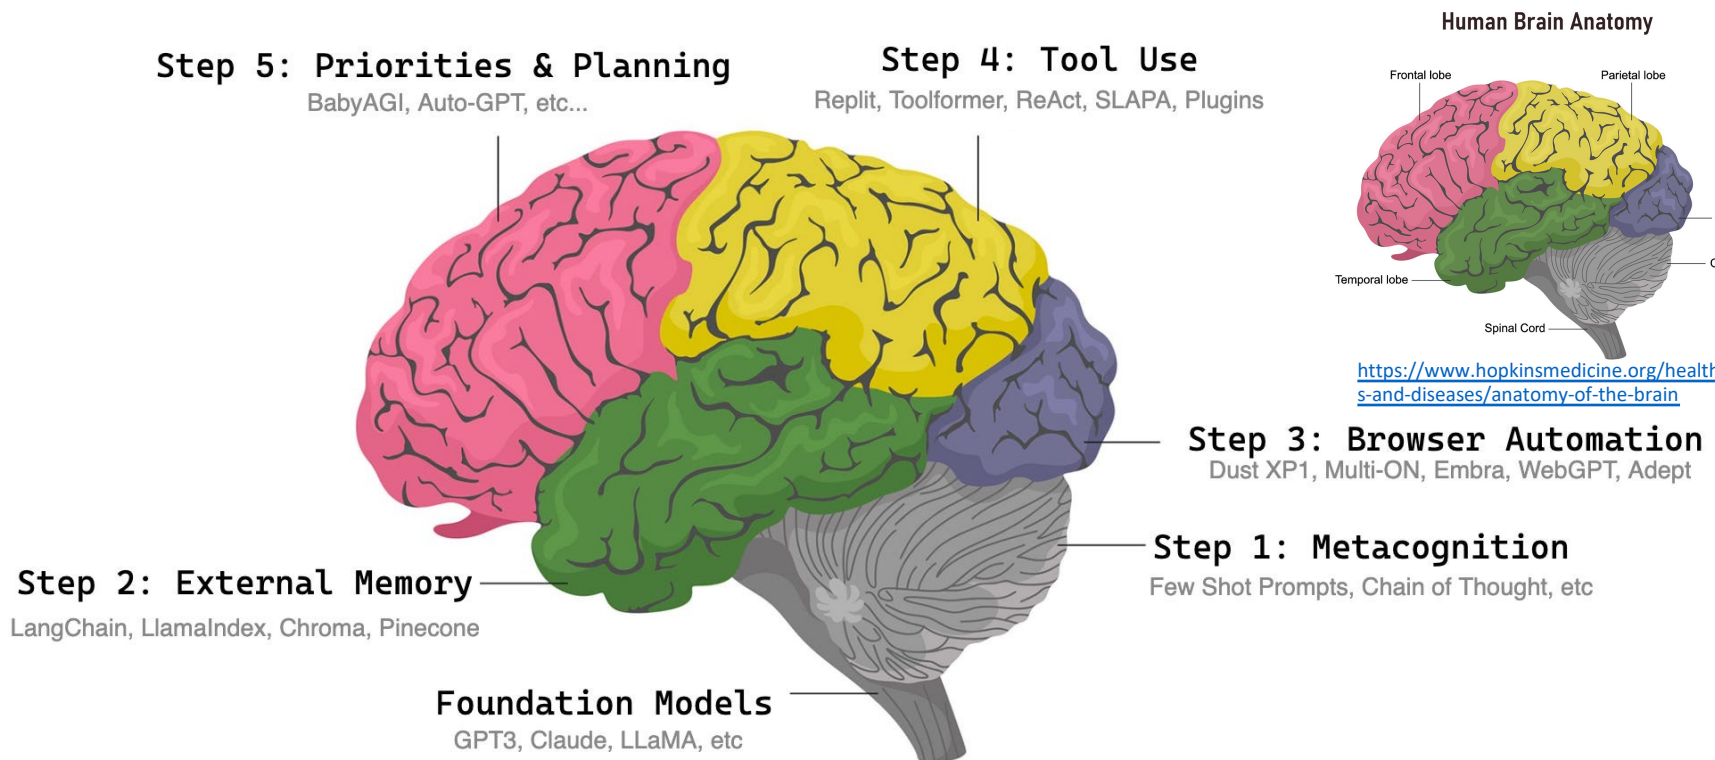 Human Brain Anatomy
Step 5: Priorities & Planning
BabyAGI, Auto-GPT, etc...
Step 4: Tool Use
Replit, Toolformer, ReAct, SLAPA, Plugins
Frontal lobe
Parietal lobe
Temporal lobe
Spinal Cord
https://www.hopkinsmedicine.org/health
s-and-diseases/anatomy-of-the-brain
Step 3: Browser Automation
Dust XP1, Multi-ON, Embra, WebGPT, Adept
Step 1: Metacognition
Few Shot Prompts, Chain of Thought, etc
Step 2: External Memory
LangChain, LlamaIndex, Chroma, Pinecone
Foundation Models
GPT3, Claude, LLaMA, etc